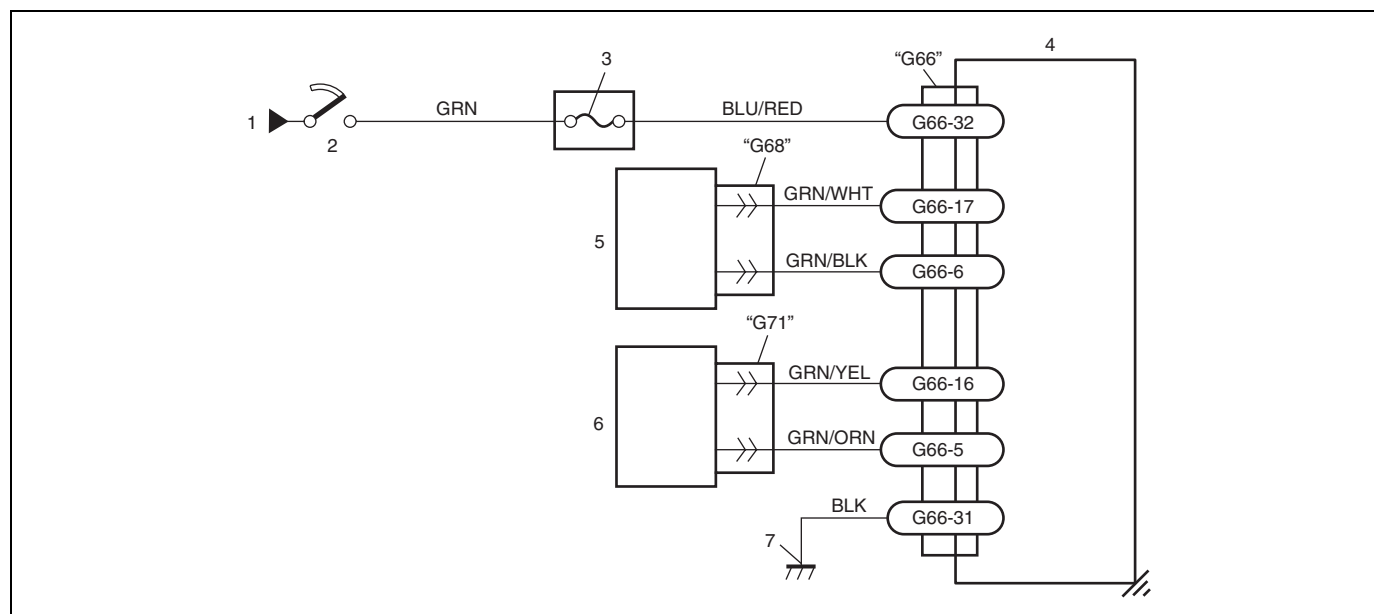 4
"G66"
3
1
2
GRN
BLU/RED
G66-32
"G68"
GRN/WHT
G66-17
5
GRN/BLK
G66-6
"G71"
GRN/YEL
G66-16
6
GRN/ORN
G66-5
BLK
G66-31
7